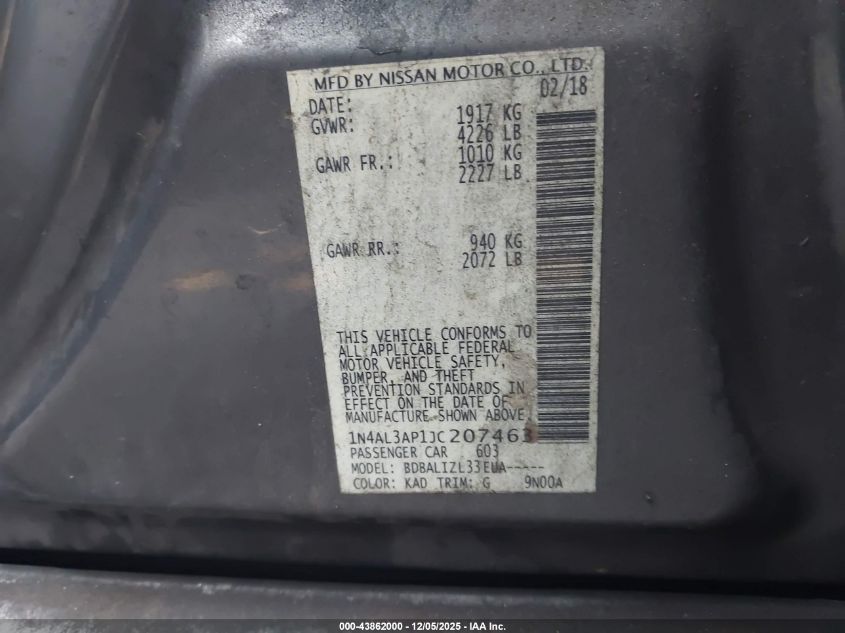 MFD BY NISSAN MOTOR CO., LTD.
DATE: 02/18
GVWR: 1917 KG
4226 LB
GAWR FR.: 1010 KG
2227 LB
GAWR RR.: 940 KG
2072 LB
THIS VEHICLE CONFORMS TO
ALL APPLICABLE FEDERAL
MOTOR VEHICLE SAFETY,
BUMPER, AND THEFT
PREVENTION STANDARDS IN
EFFECT ON THE DATE OF
MANUFACTURE SHOWN ABOVE.
1N4AL3AP1JC207463
PASSENGER CAR 603
MODEL: BDBALIZL33EUA-----
COLOR: KAD TRIM: G 9N00A
000-43862000 • 12/05/2025 - IAA Inc.